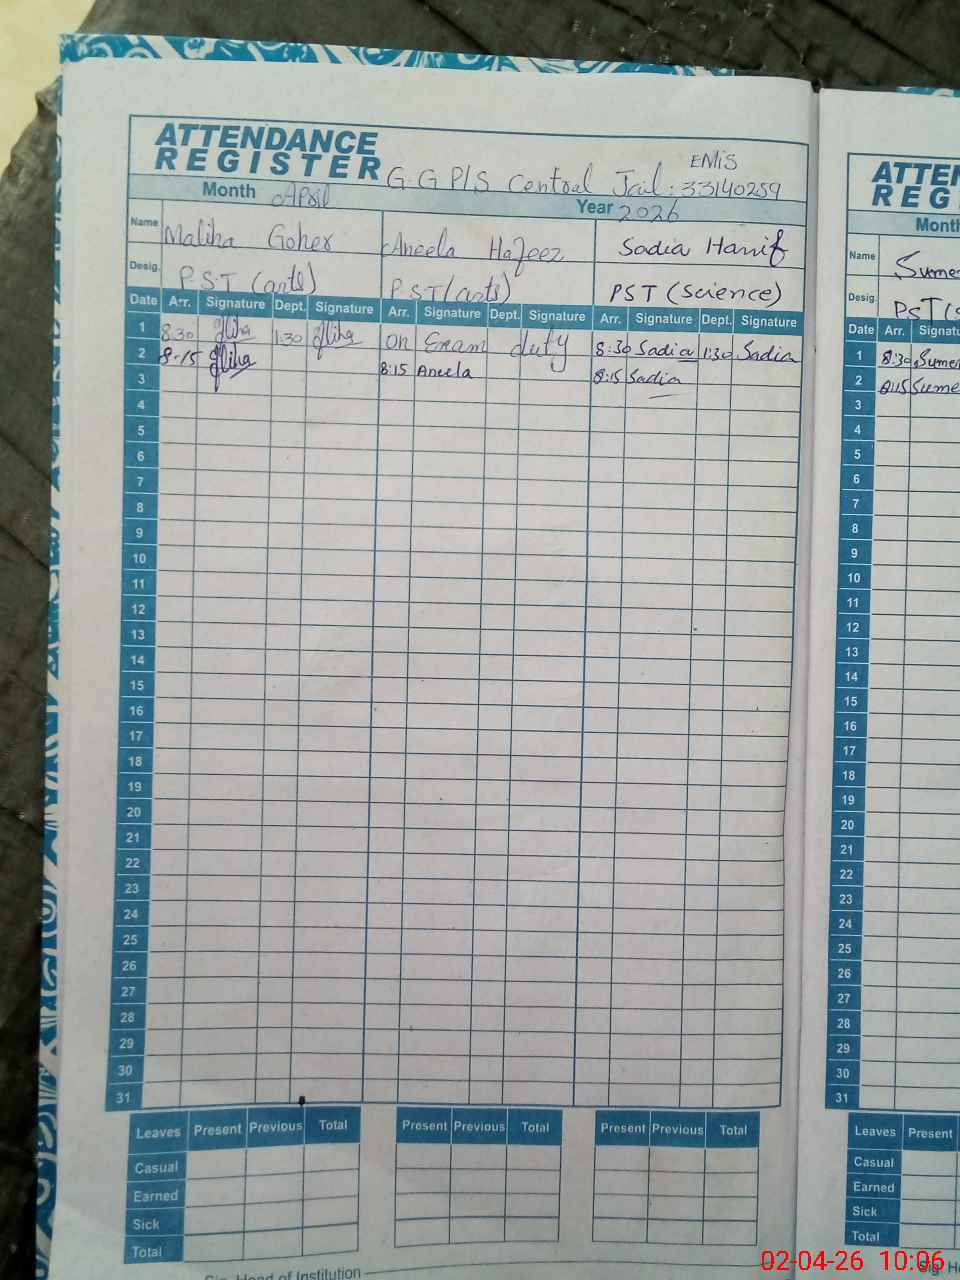 ATTENDANCE
REGISTER
G.G P/S Central Jail : 33140259
EMIS
Month April
Year 2026
Name Maliha Goher Aneela Hafeez Sadia Hanif
Desig. P.S.T (arts) P.S.T (arts) PST (Science)
Date Arr. Signature Dept. Signature Arr. Signature Dept. Signature Arr. Signature Dept. Signature
1 8:30 1:30 on Exam duty 8:30 Sadia 1:30 Sadia
2 8:15 8:15 Aneela 8:15 Sadia
3
4
5
6
7
8
9
10
11
12
13
14
15
16
17
18
19
20
21
22
23
24
25
26
27
28
29
30
31
Leaves Present Previous Total Present Previous Total Present Previous Total
Casual
Earned
Sick
Total
Sig. Head of Institution
ATTEN
REG
Month
Name Sume
Desig. PST (S
Date Arr. Signatu
1 8:30 Sume
2 8:15 Sume
3
4
5
6
7
8
9
10
11
12
13
14
15
16
17
18
19
20
21
22
23
24
25
26
27
28
29
30
31
Leaves Present
Casual
Earned
Sick
Total
Sig. H
02-04-26 10:06